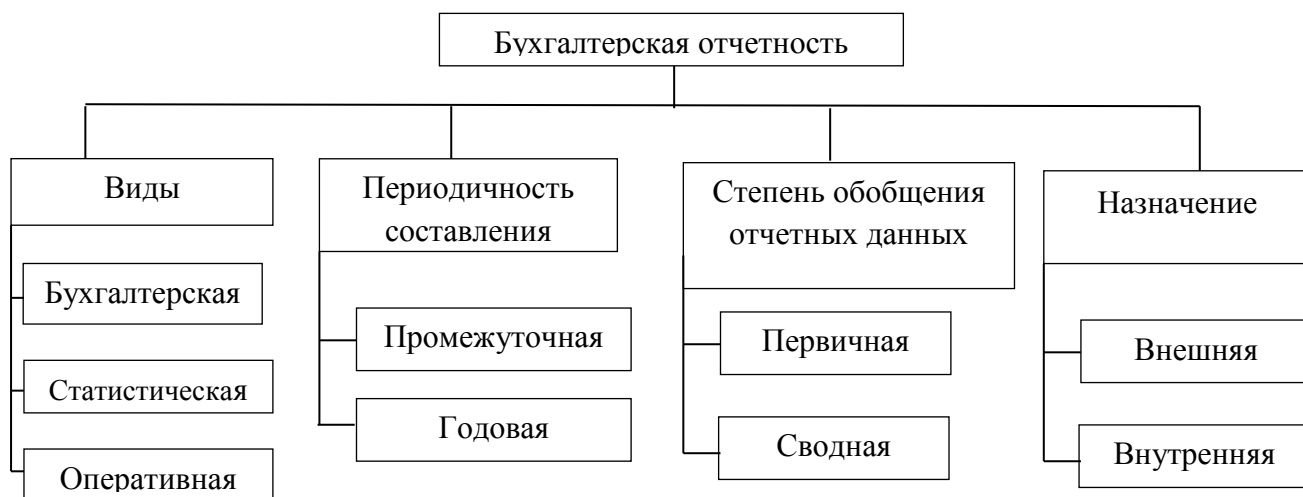 Бухгалтерская отчетность
Виды
Бухгалтерская
Статистическая
Оперативная
Периодичность
составления
Промежуточная
Годовая
Степень обобщения
отчетных данных
Первичная
Сводная
Назначение
Внешняя
Внутренняя